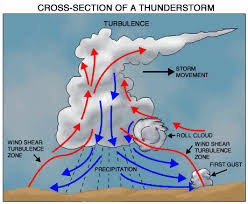 CROSS-SECTION OF A THUNDERSTORM
TURBULENCE
STORM
MOVEMENT
ROLL CLOUD
WIND SHEAR
TURBULENCE
ZONE
WIND SHEAR
TURBULENCE
ZONE
PRECIPITATION
FIRST GUST